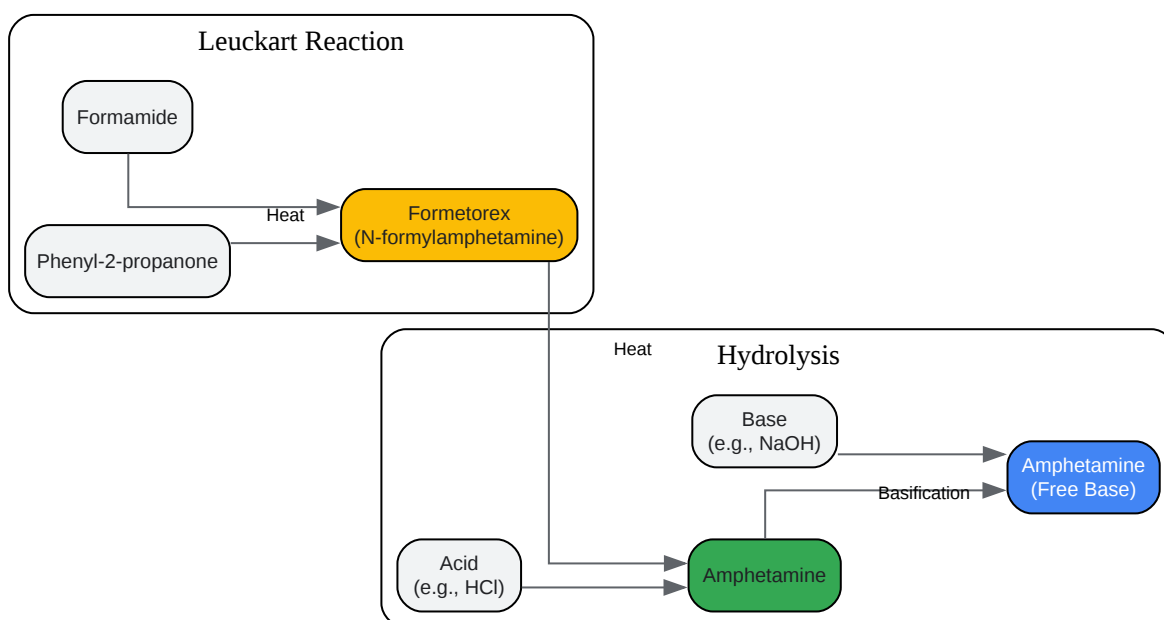 Leuckart Reaction
Formamide
Heat
Formetorex
(N-formylamphetamine)
Phenyl-2-propanone
Heat
Hydrolysis
Base
(e.g., NaOH)
Amphetamine
(Free Base)
Basification
Acid
(e.g., HCl)
Amphetamine